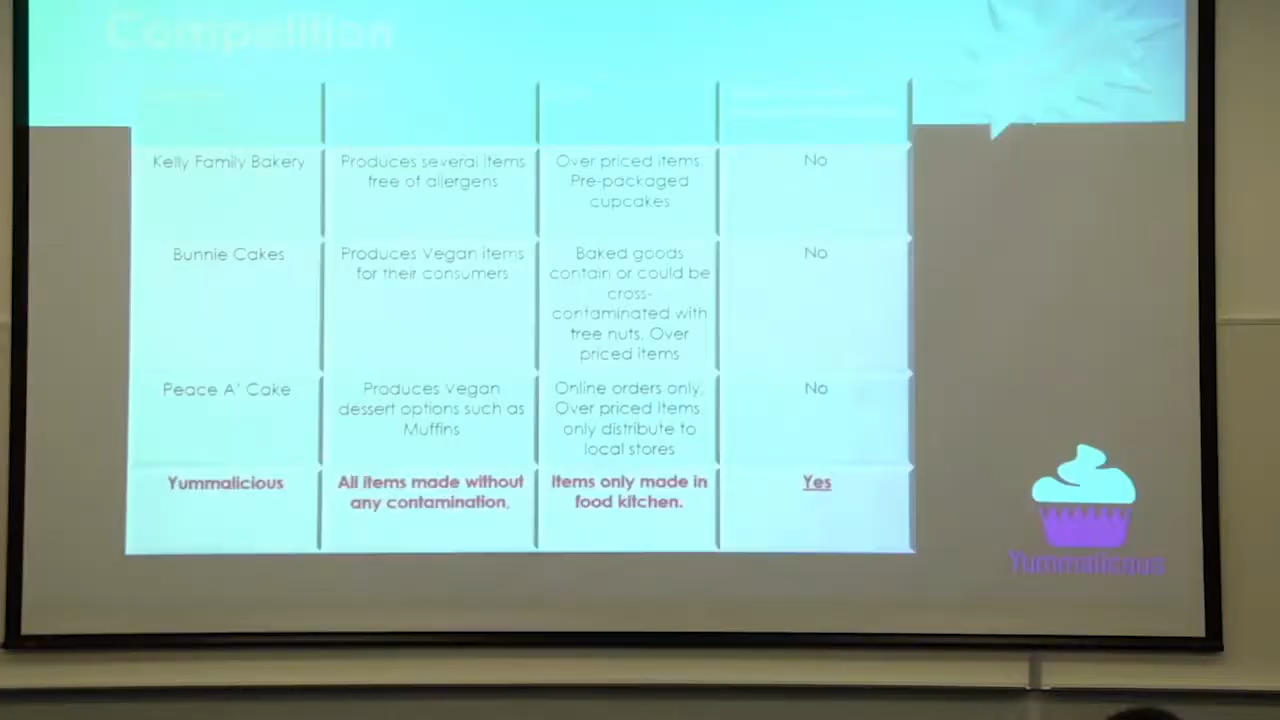 Competition
Kelly Family Bakery
Produces several items
free of allergens
Over priced items.
Pre-packaged
cupcakes
No
Bunnie Cakes
Produces Vegan items
for their consumers
Baked goods
contain or could be
cross-
contaminated with
tree nuts. Over
priced items
No
Peace A' Cake
Produces Vegan
dessert options such as
Muffins
Online orders only.
Over priced items
only distribute to
local stores
No
Yummalicious
All items made without
any contamination.
Items only made in
food kitchen.
Yes
Yummalicious